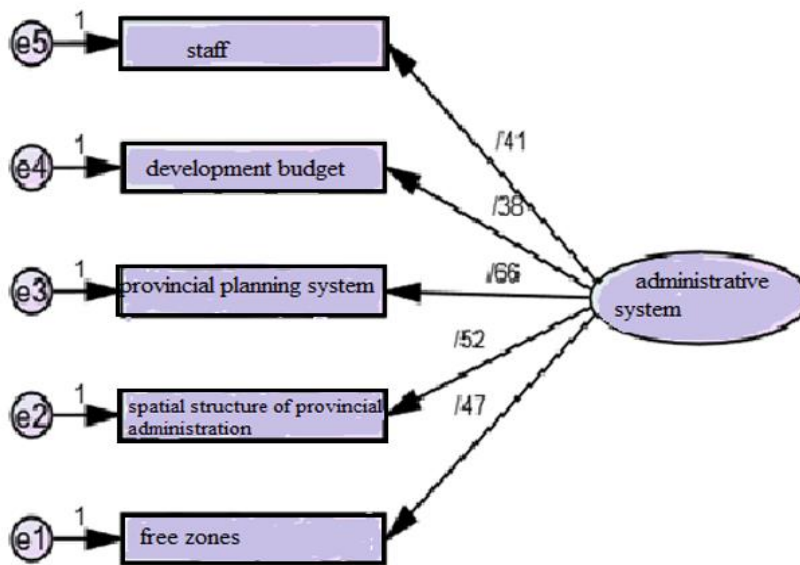 e5
1
staff
/41
e4
1
development budget
/38
e3
1
provincial planning system
/66
administrative
system
e2
1
spatial structure of provincial
administration
/52
/47
e1
1
free zones